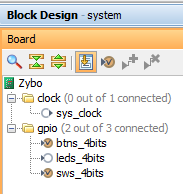 Block Design - system
Board
Zybo
clock (0 out of 1 connected)
sys_clock
gpio (2 out of 3 connected)
btns_4bits
leds_4bits
sws_4bits